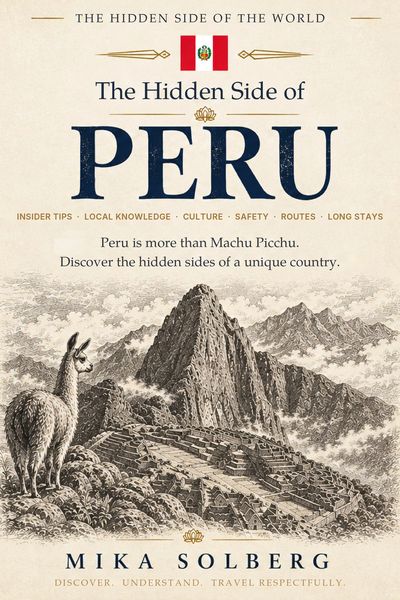 THE HIDDEN SIDE OF THE WORLD
The Hidden Side of
PERU
INSIDER TIPS · LOCAL KNOWLEDGE · CULTURE · SAFETY · ROUTES · LONG STAYS
Peru is more than Machu Picchu.
Discover the hidden sides of a unique country.
MIKA SOLBERG
DISCOVER. UNDERSTAND. TRAVEL RESPECTFULLY.